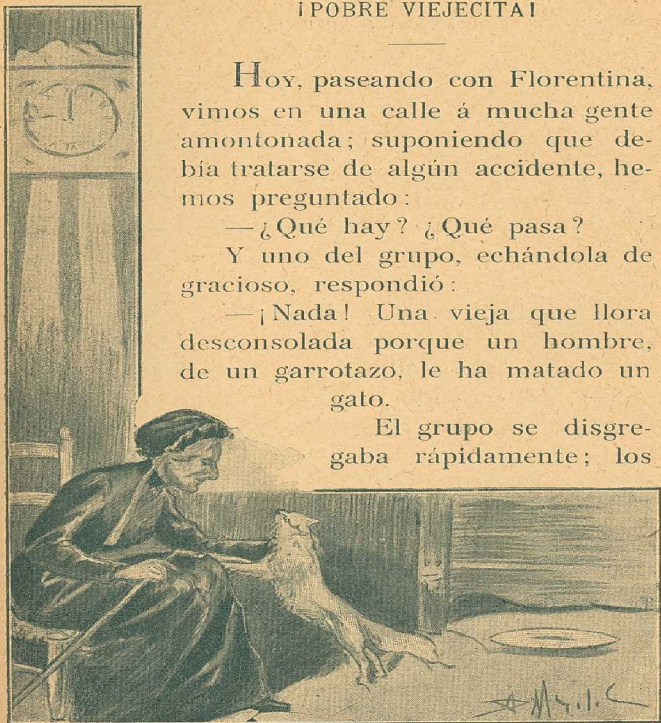 ¡POBRE VIEJECITA!
Hoy, paseando con Florentina,
vimos en una calle á mucha gente
amontonada; suponiendo que de-
bía tratarse de algún accidente, he-
mos preguntado:
—¿Qué hay? ¿Qué pasa?
Y uno del grupo, echándola de
gracioso, respondió:
—¡Nada! Una vieja que llora
desconsolada porque un hombre,
de un garrotazo, le ha matado un
gato.
El grupo se disgre-
gaba rápidamente; los